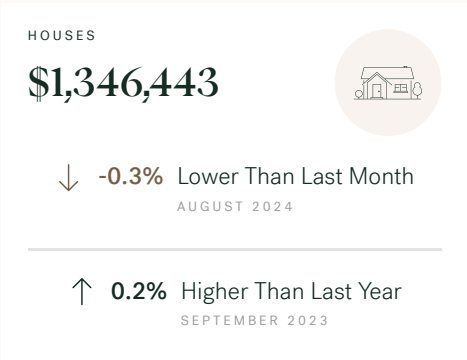 HOUSES
$1,346,443
-0.3% Lower Than Last Month
AUGUST 2024
0.2% Higher Than Last Year
SEPTEMBER 2023